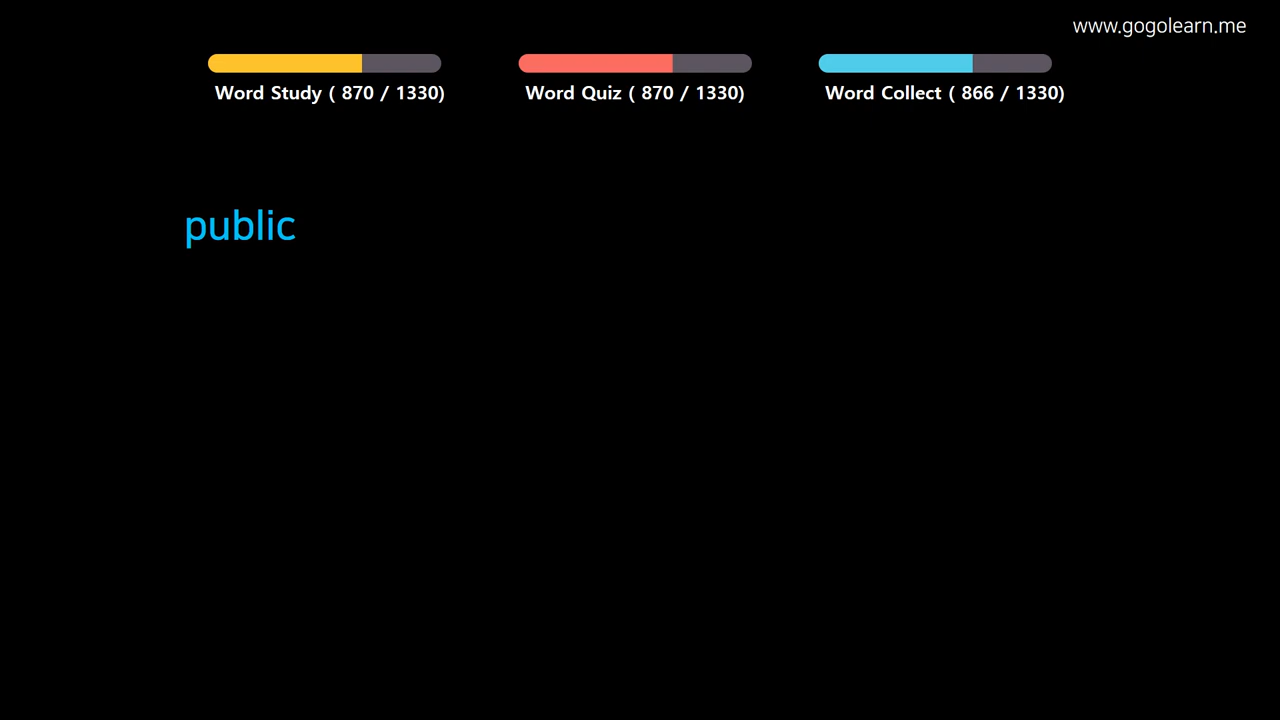 www.gogolearn.me
Word Study ( 870 / 1330)
Word Quiz ( 870 / 1330)
Word Collect ( 866 / 1330)
public